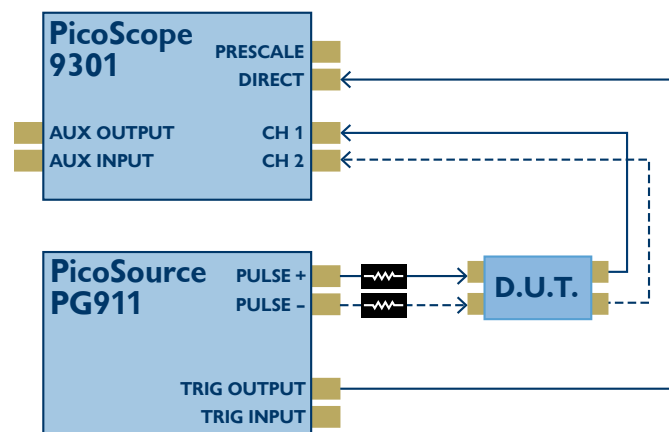 PicoScope
9301
PRESCALE
DIRECT
AUX OUTPUT
CH 1
AUX INPUT
CH 2
PicoSource
PG911
PULSE +
PULSE –
D.U.T.
TRIG OUTPUT
TRIG INPUT